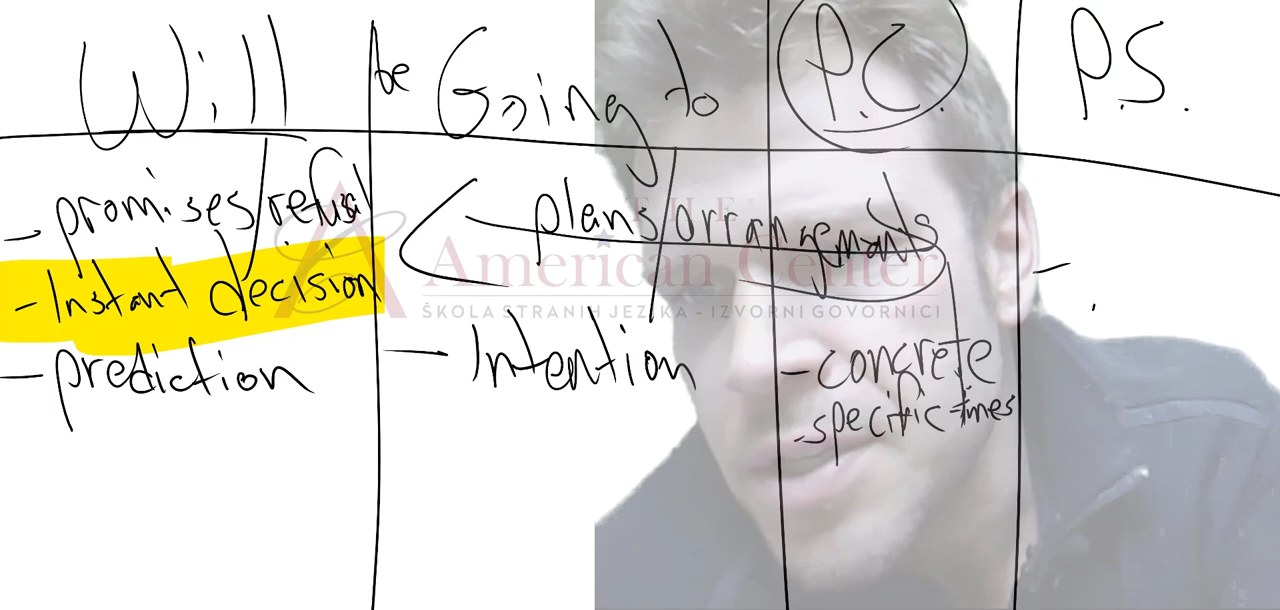 Will
be Going to
P.C.
P.S.
- promises/refusal
- Instant decision
- prediction
- plans/arrangements
- Intention
- concrete
- specific times
-
THE
American Center
ŠKOLA STRANIH JEZIKA - IZVORNI GOVORNICI